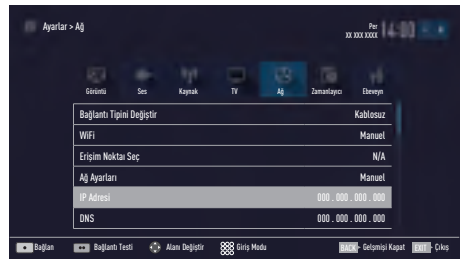 Ayarlar > Ağ
Per
XX XXX XXXX
14:00
Görüntü Ses Kaynak TV Ağ Zamanlayıcı Ebeveyn
Bağlantı Tipini Değiştir Kablosuz
WiFi Manuel
Erişim Noktaı Seç N/A
Ağ Ayarları Manuel
IP Adresi 000 . 000 . 000 . 000
DNS 000 . 000 . 000 . 000
Bağlan Bağlantı Testi Alanı Değiştir Giriş Modu BACK - Gelşmişi Kapat EXIT - Çıkış